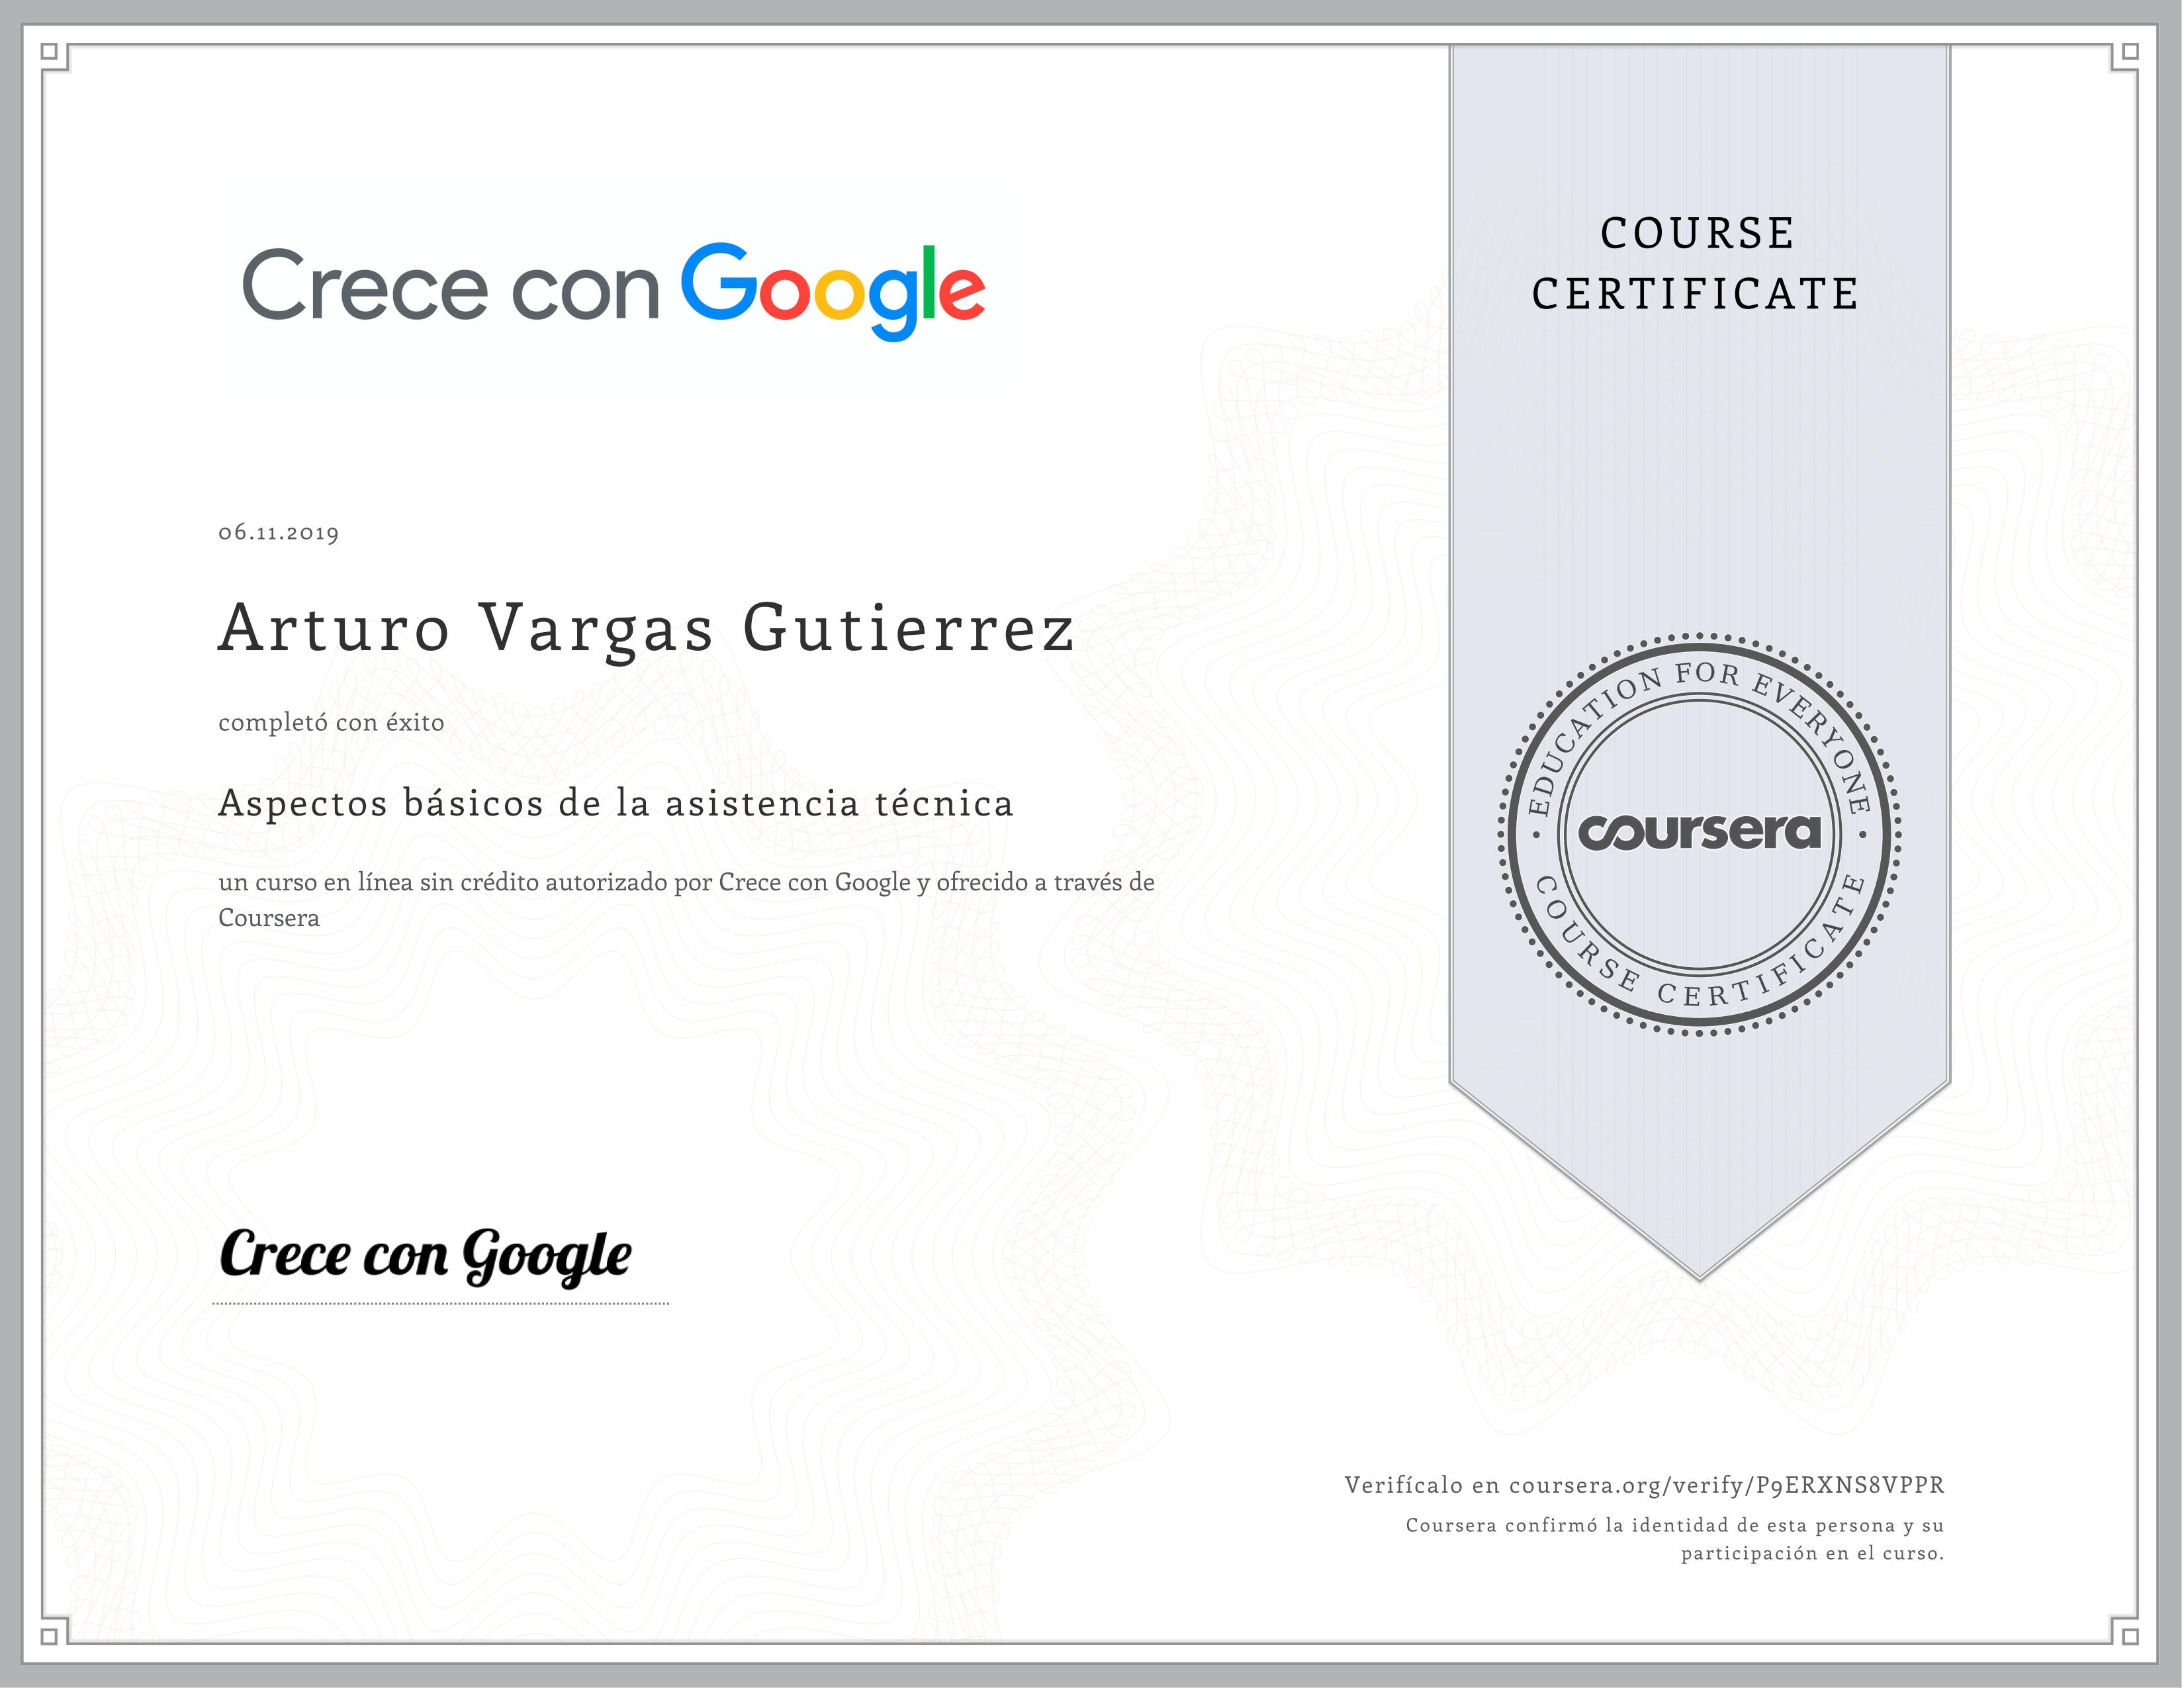 Crece con Google
COURSE
CERTIFICATE
06.11.2019
Arturo Vargas Gutierrez
completó con éxito
Aspectos básicos de la asistencia técnica
un curso en línea sin crédito autorizado por Crece con Google y ofrecido a través de
Coursera
EDUCATION FOR EVERYONE
coursera
COURSE CERTIFICATE
Crece con Google
Verifícalo en coursera.org/verify/P9ERXNS8VPPR
Coursera confirmó la identidad de esta persona y su
participación en el curso.